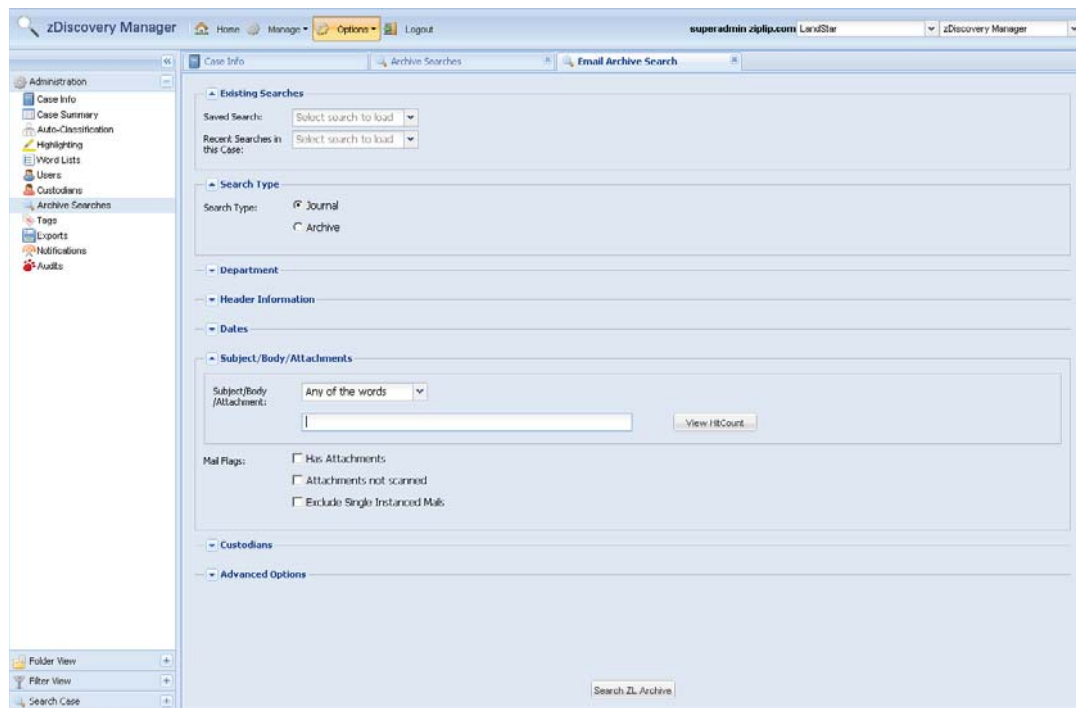 zDiscovery Manager Home Manage Options Logout superadmin ziplip.com LandStar zDiscovery Manager
Case Info Archive Searches Email Archive Search
Administration
Case Info
Case Summary
Auto-Classification
Highlighting
Word Lists
Users
Custodians
Archive Searches
Tags
Exports
Notifications
Audits
Existing Searches
Saved Search: Select search to load
Recent Searches in this Case: Select search to load
Search Type
Search Type: Journal
Archive
Department
Header Information
Dates
Subject/Body/Attachments
Subject/Body
/Attachment: Any of the words
View HitCount
Mail Flags: Has Attachments
Attachments not scanned
Exclude Single Instanced Mails
Custodians
Advanced Options
Folder View
Filter View
Search Case
Search ZL Archive